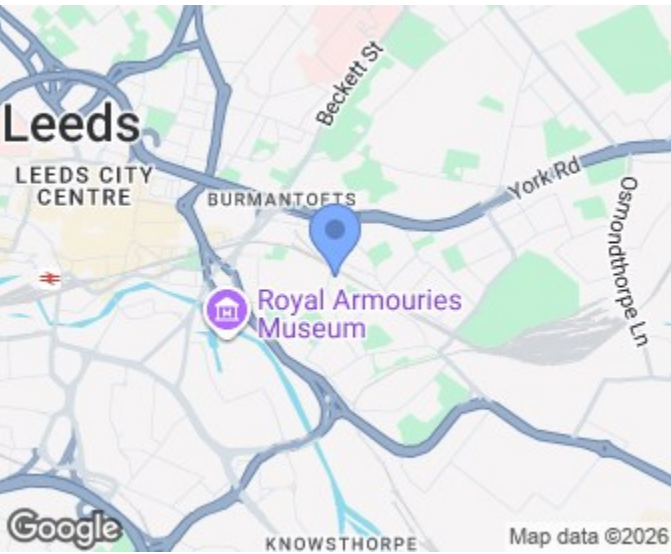 Beckett St
Leeds
LEEDS CITY
CENTRE
BURMANTOFTS
York Rd
Osmondthorpe Ln
Royal Armouries
Museum
KNOWSTHORPE
Google
Map data ©2026